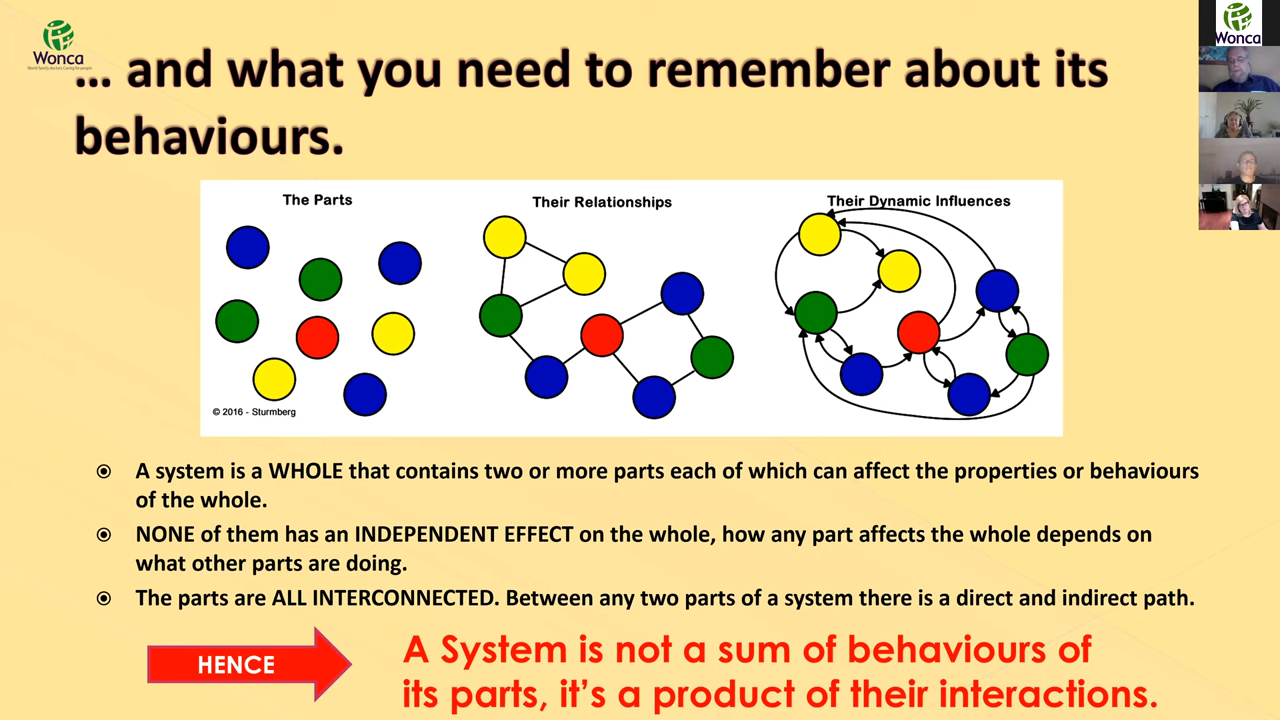 Wonca
World family doctors. Caring for people.
Wonca
... and what you need to remember about its
behaviours.
The Parts
Their Relationships
Their Dynamic Influences
© 2016 - Sturmberg
A system is a WHOLE that contains two or more parts each of which can affect the properties or behaviours
of the whole.
NONE of them has an INDEPENDENT EFFECT on the whole, how any part affects the whole depends on
what other parts are doing.
The parts are ALL INTERCONNECTED. Between any two parts of a system there is a direct and indirect path.
HENCE
A System is not a sum of behaviours of
its parts, it's a product of their interactions.